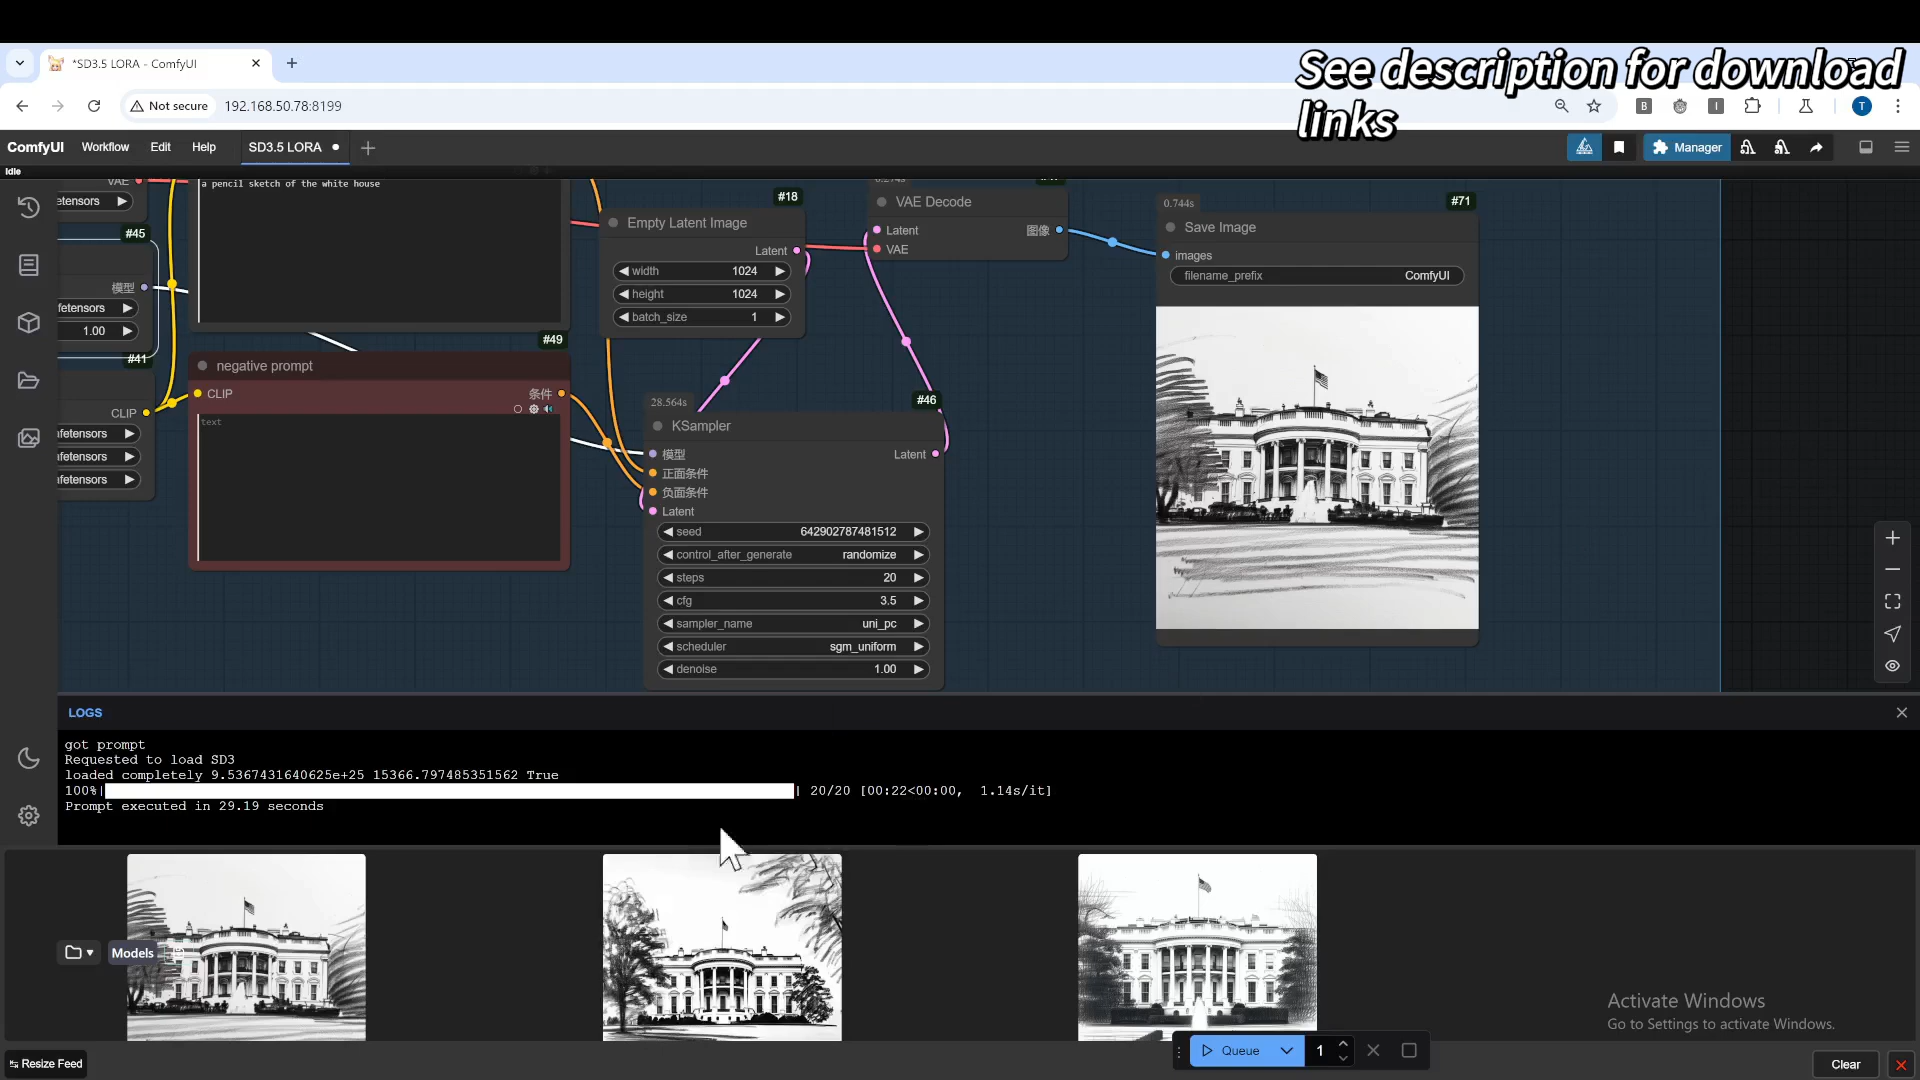 *SD3.5 LORA - ComfyUI
See description for download
links
Not secure
192.168.50.78:8199
B
I
T
ComfyUI
Workflow
Edit
Help
SD3.5 LORA
Manager
Idle
VAE
etensors
a pencil sketch of the white house
#45
模型
fetensors
1.00
#41
CLIP
afetensors
afetensors
afetensors
#49
negative prompt
CLIP
条件
text
#18
Empty Latent Image
Latent
width 1024
height 1024
batch_size 1
VAE Decode
Latent
图像
VAE
28.564s
#46
KSampler
模型
Latent
正面条件
负面条件
Latent
seed 642902787481512
control_after_generate randomize
steps 20
cfg 3.5
sampler_name uni_pc
scheduler sgm_uniform
denoise 1.00
0.744s
#71
Save Image
images
filename_prefix ComfyUI
LOGS
got prompt
Requested to load SD3
loaded completely 9.5367431640625e+25 15366.797485351562 True
100%| | 20/20 [00:22<00:00, 1.14s/it]
Prompt executed in 29.19 seconds
Models
Activate Windows
Go to Settings to activate Windows.
Queue
1
Resize Feed
Clear